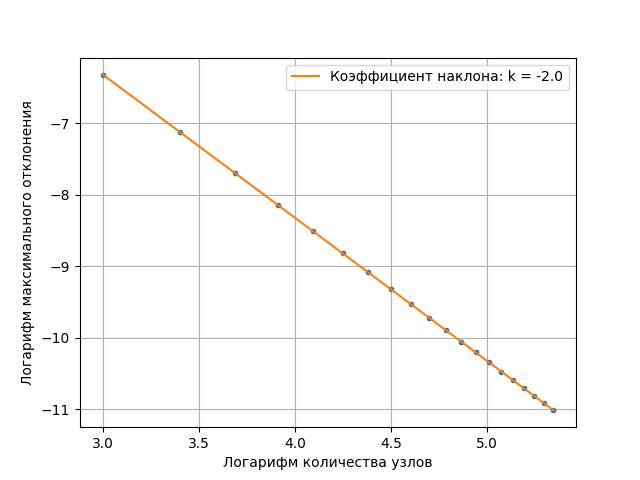 Коэффициент наклона: k = -2.0
−7
−8
−9
−10
−11
Логарифм максимального отклонения
3.0 3.5 4.0 4.5 5.0
Логарифм количества узлов